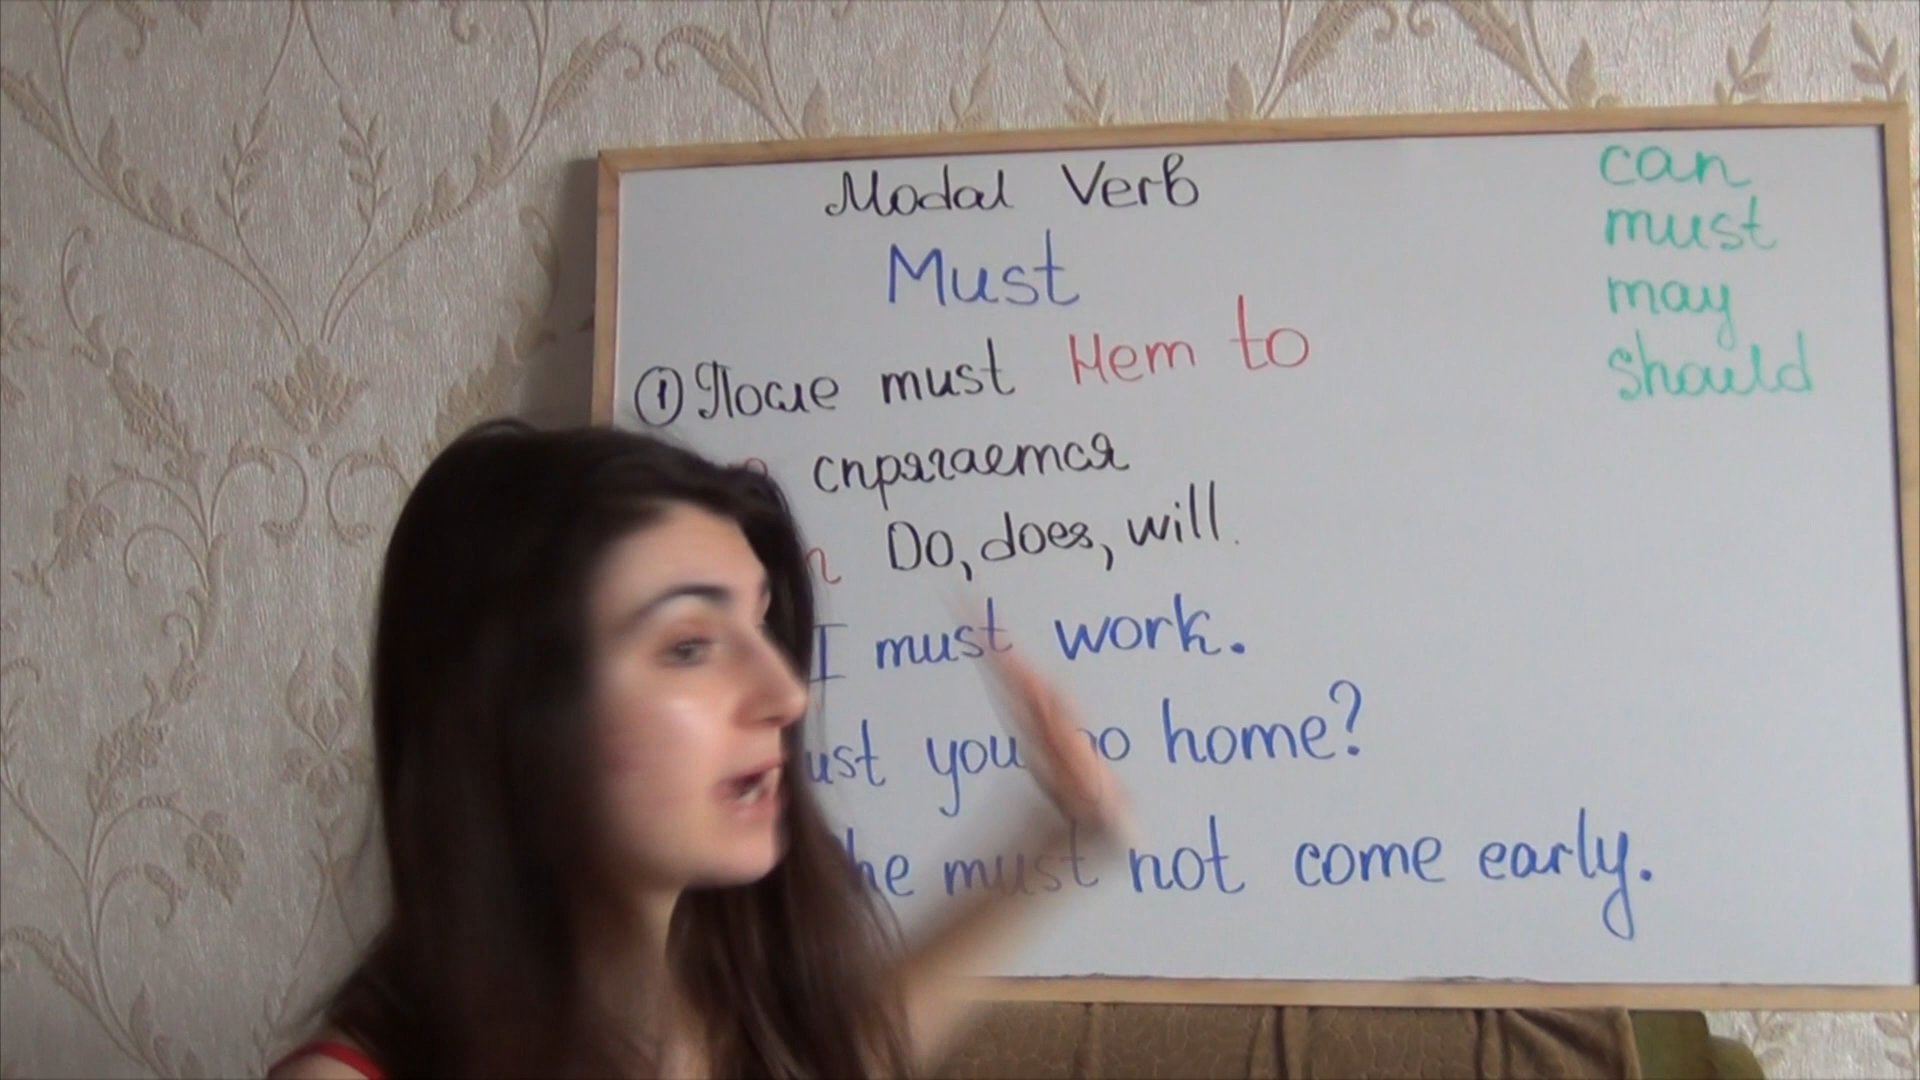 Modal Verb
Must
① После must нет to
спрягается
Do, does, will.
I must work.
you home?
must not come early.
can
must
may
should